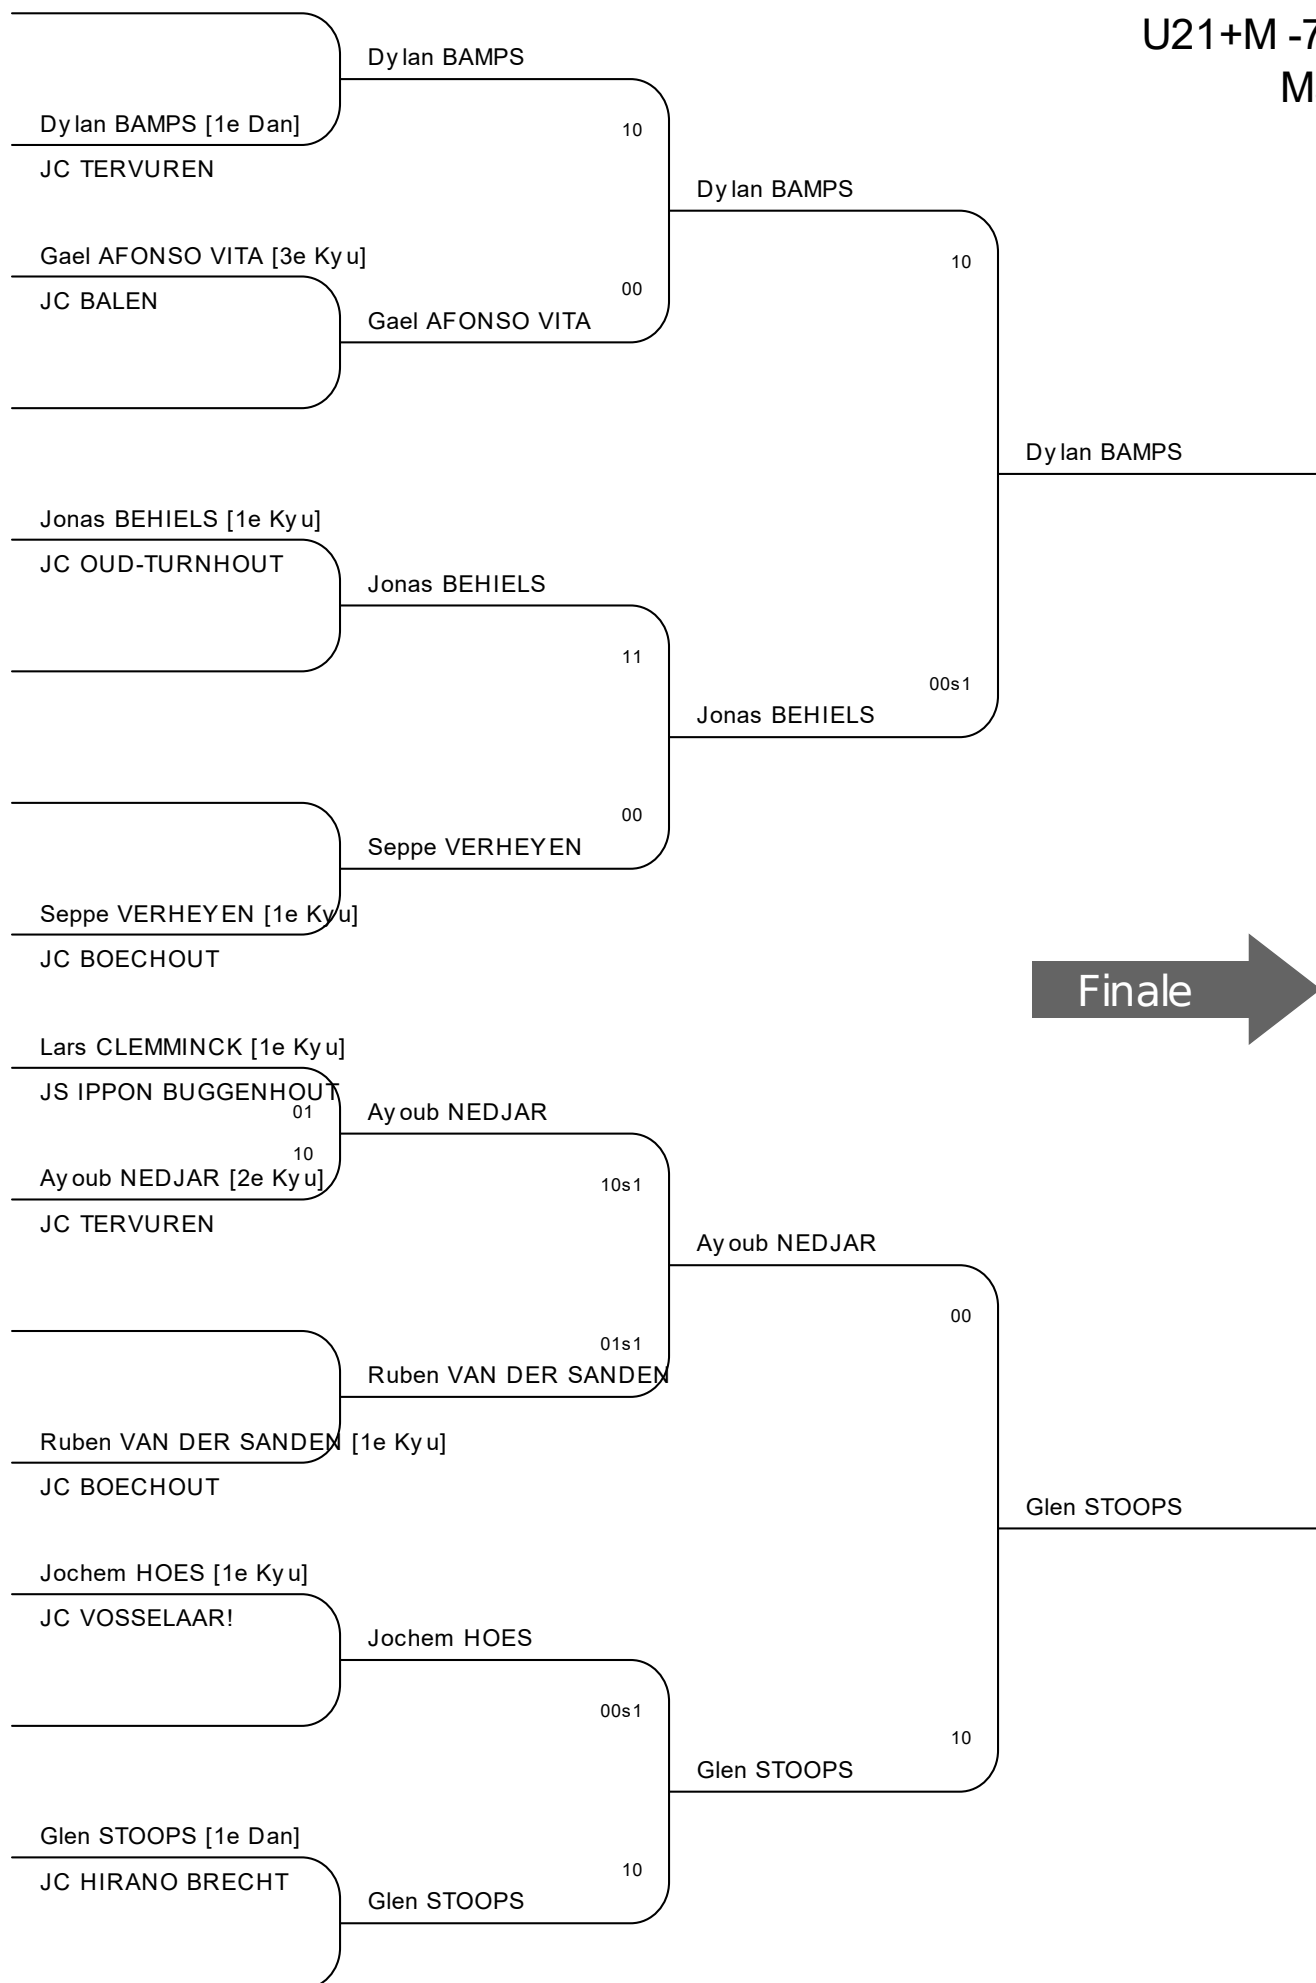 U21+M -7
M
Dylan BAMPS
10
Dylan BAMPS [1e Dan]
JC TERVUREN
Dylan BAMPS
10
Gael AFONSO VITA [3e Kyu]
JC BALEN
00
Gael AFONSO VITA
Dylan BAMPS
Jonas BEHIELS [1e Kyu]
JC OUD-TURNHOUT
Jonas BEHIELS
11
00s1
Jonas BEHIELS
00
Seppe VERHEYEN
Seppe VERHEYEN [1e Kyu]
JC BOECHOUT
Finale
Lars CLEMMINCK [1e Kyu]
JS IPPON BUGGENHOUT
01
Ayoub NEDJAR
10
Ayoub NEDJAR [2e Kyu]
JC TERVUREN
10s1
Ayoub NEDJAR
00
01s1
Ruben VAN DER SANDEN
Ruben VAN DER SANDEN [1e Kyu]
JC BOECHOUT
Glen STOOPS
Jochem HOES [1e Kyu]
JC VOSSELAAR!
Jochem HOES
00s1
10
Glen STOOPS
Glen STOOPS [1e Dan]
JC HIRANO BRECHT
10
Glen STOOPS